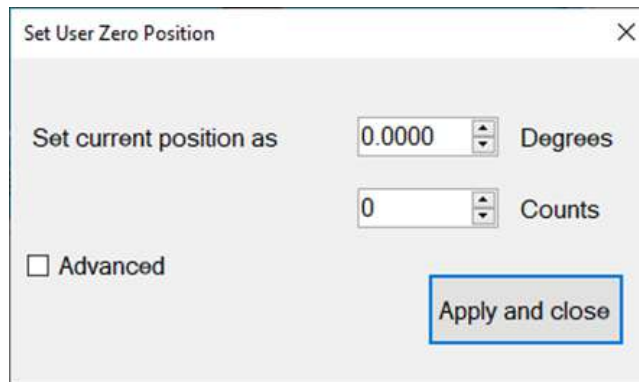 Set User Zero Position
Set current position as 0.0000 Degrees
0 Counts
Advanced
Apply and close